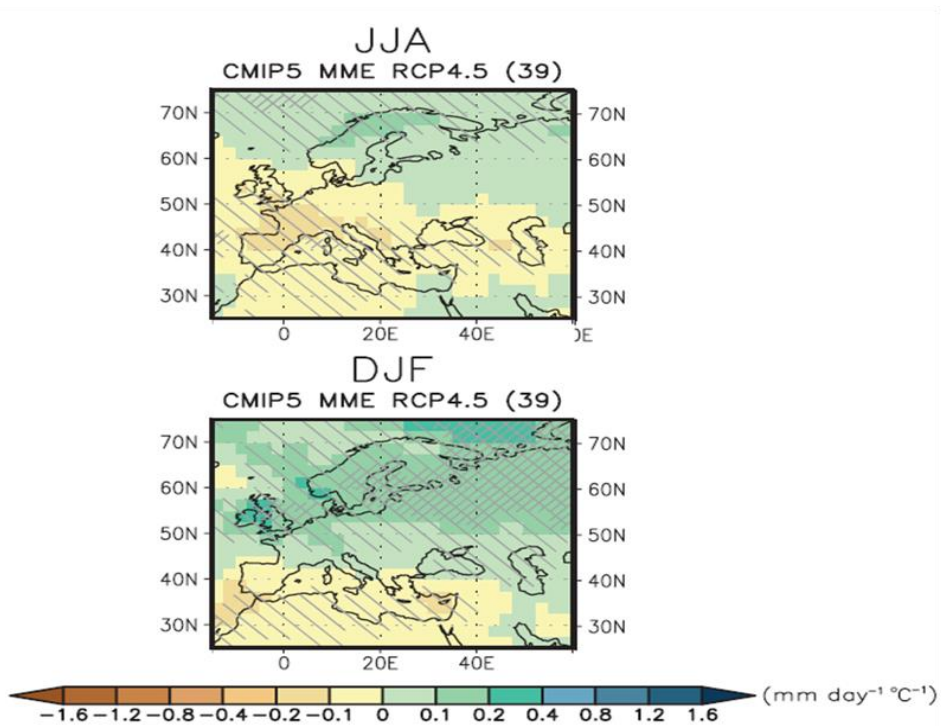 JJA
CMIP5 MME RCP4.5 (39)
70N 70N
60N 60N
50N 50N
40N 40N
30N 30N
0 20E 40E 0E
DJF
CMIP5 MME RCP4.5 (39)
70N 70N
60N 60N
50N 50N
40N 40N
30N 30N
0 20E 40E
−1.6 −1.2 −0.8 −0.4 −0.2 −0.1 0 0.1 0.2 0.4 0.8 1.2 1.6 (mm day⁻¹ °C⁻¹)